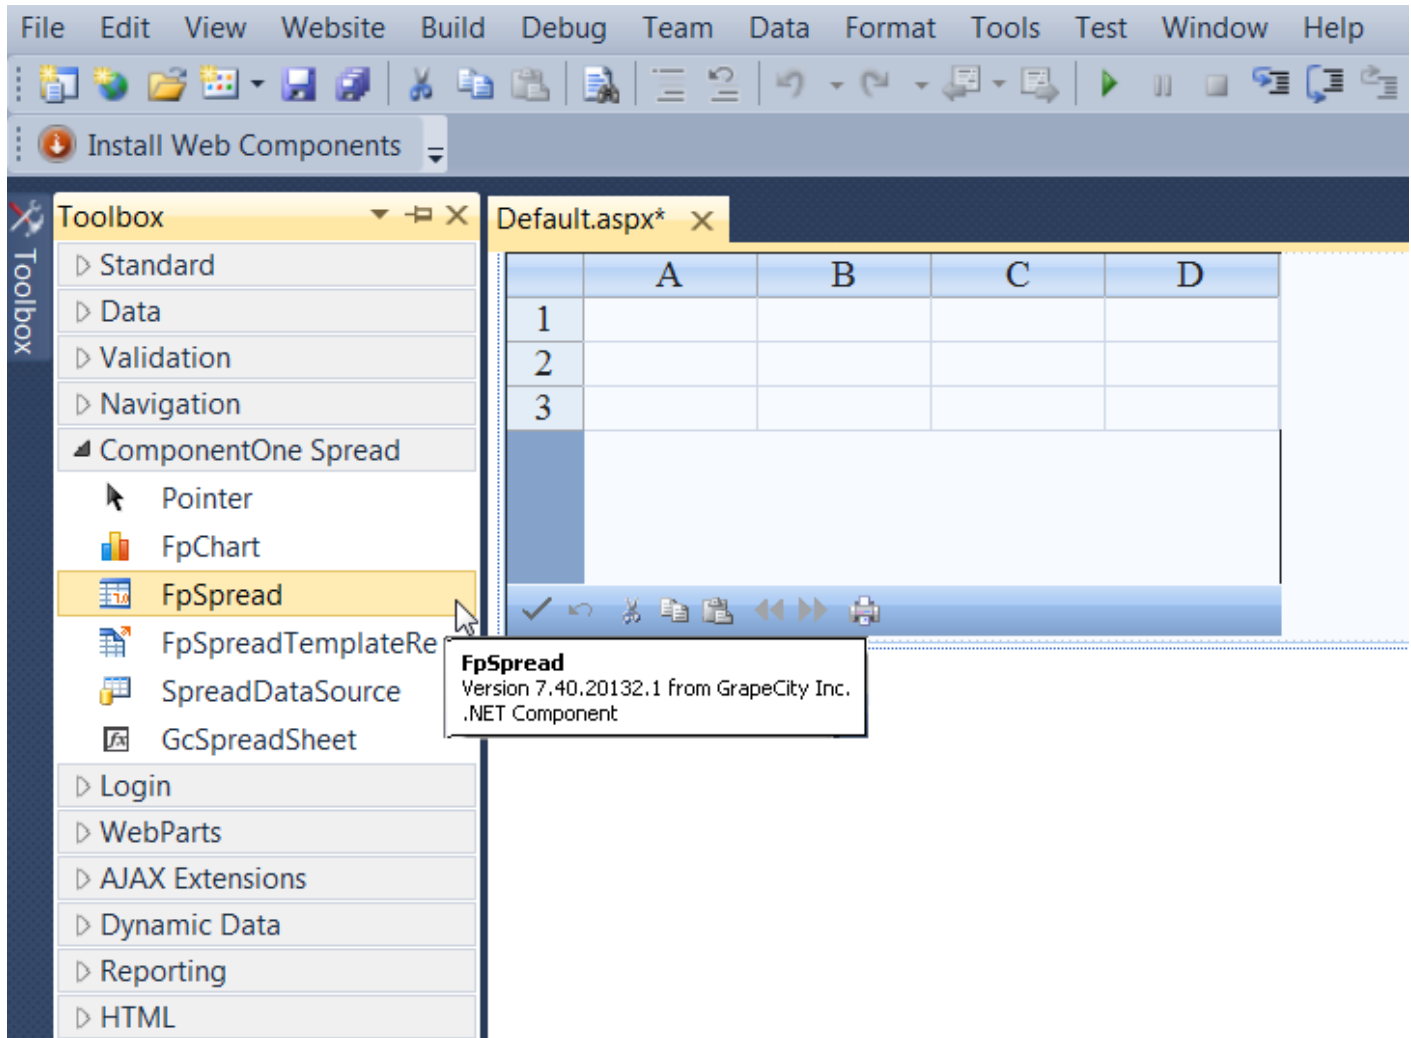 File Edit View Website Build Debug Team Data Format Tools Test Window Help
Install Web Components
Toolbox
Toolbox
Default.aspx*
Standard
Data
Validation
Navigation
ComponentOne Spread
Pointer
FpChart
FpSpread
FpSpreadTemplateRe
SpreadDataSource
GcSpreadSheet
Login
WebParts
AJAX Extensions
Dynamic Data
Reporting
HTML
A B C D
1
2
3
FpSpread
Version 7.40.20132.1 from GrapeCity Inc.
.NET Component